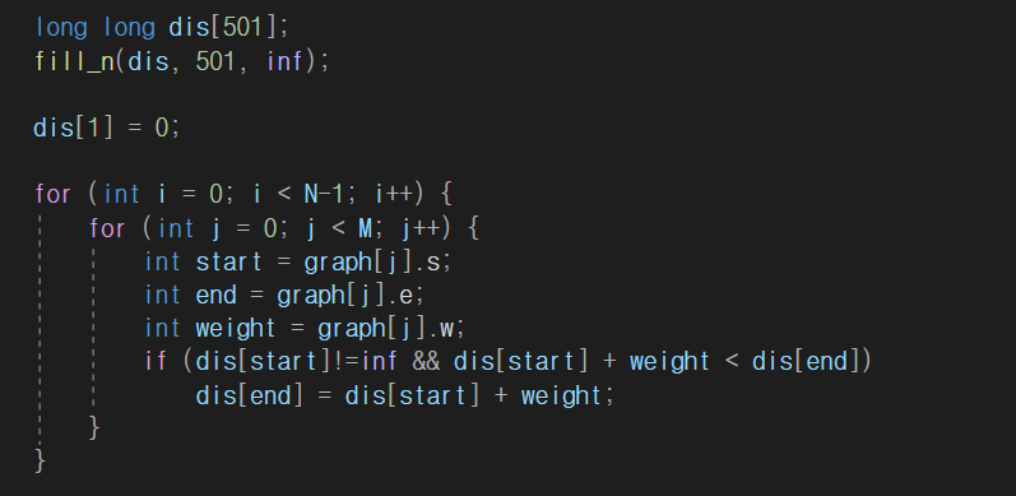 long long dis[501];
fill_n(dis, 501, inf);
dis[1] = 0;
for (int i = 0; i < N-1; i++) {
for (int j = 0; j < M; j++) {
int start = graph[j].s;
int end = graph[j].e;
int weight = graph[j].w;
if (dis[start]!=inf && dis[start] + weight < dis[end])
dis[end] = dis[start] + weight;
}
}